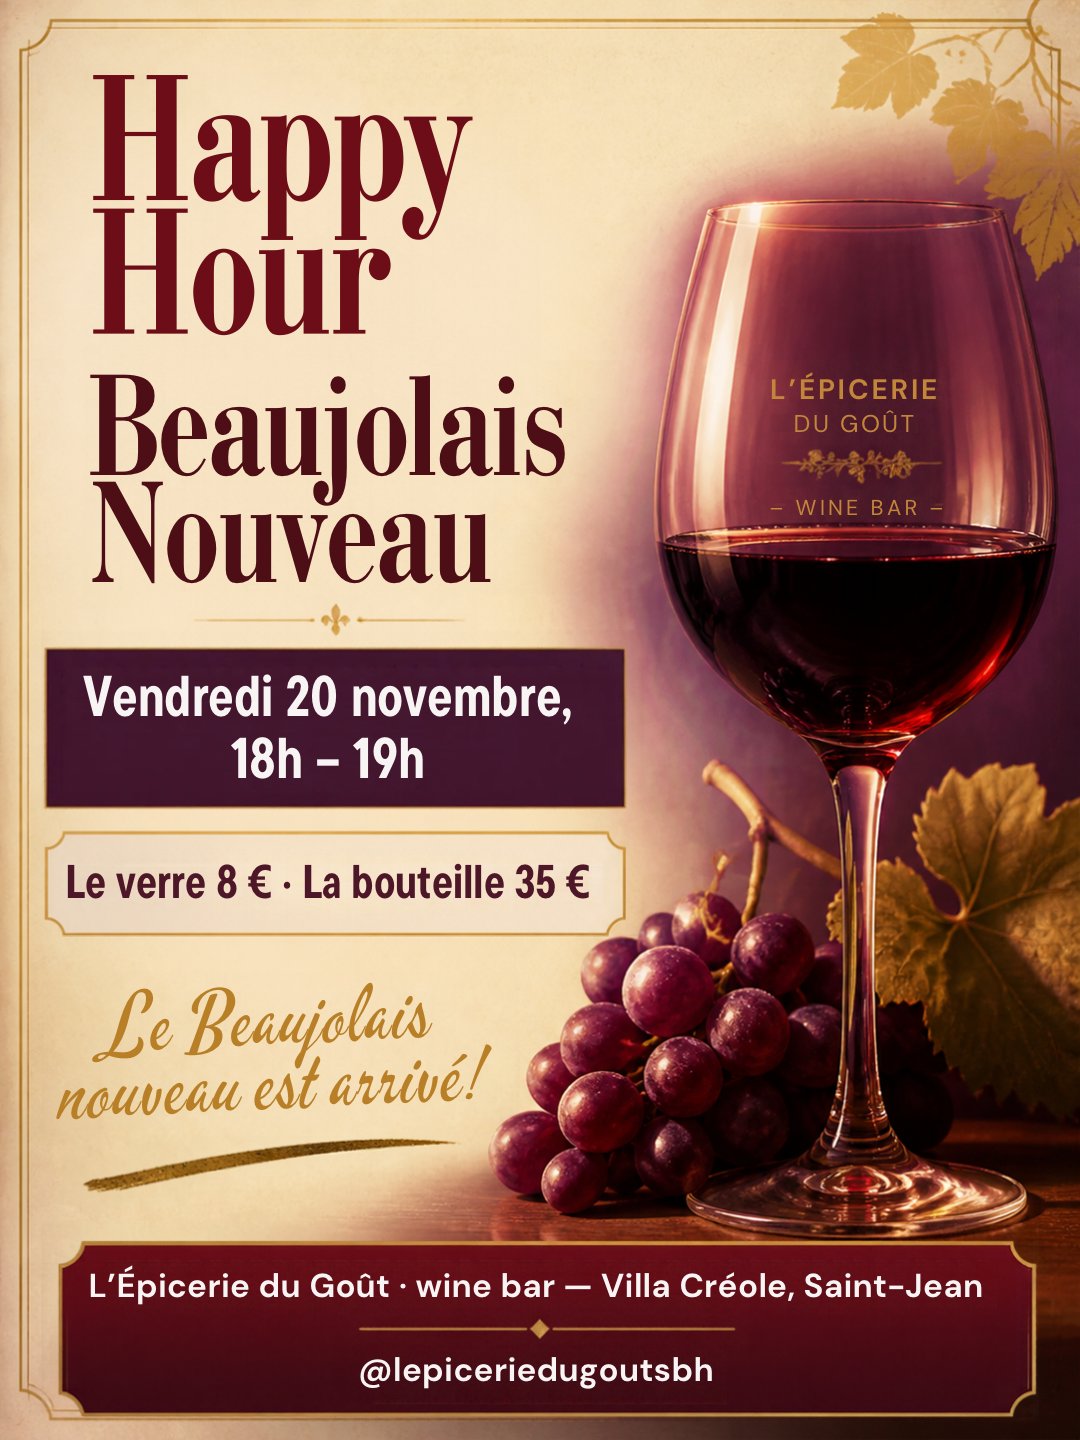 Happy
Hour
Beaujolais
Nouveau
Vendredi 20 novembre,
18h – 19h
Le verre 8 € · La bouteille 35 €
Le Beaujolais
nouveau est arrivé!
L’ÉPICERIE
DU GOÛT
– WINE BAR –
L’Épicerie du Goût · wine bar — Villa Créole, Saint-Jean
@lepiceriedugoutsbh